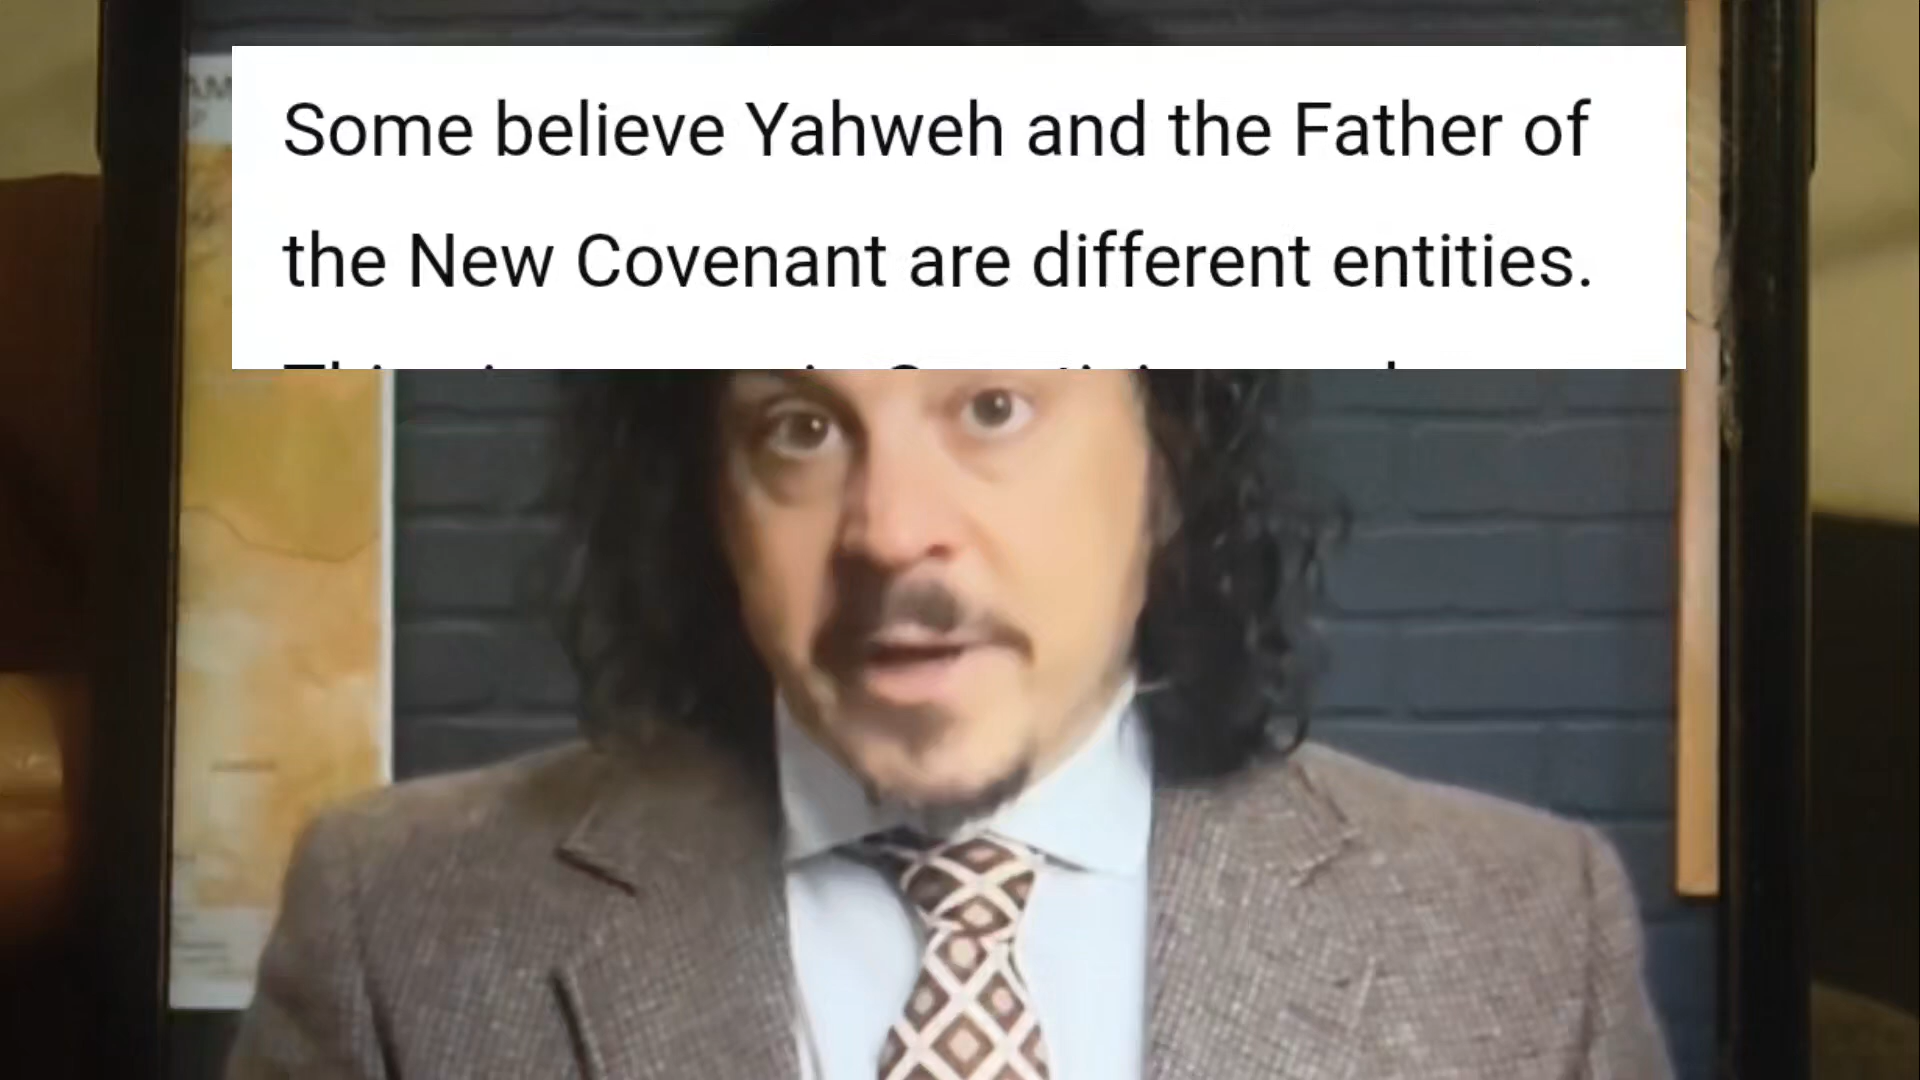 Some believe Yahweh and the Father of
the New Covenant are different entities.